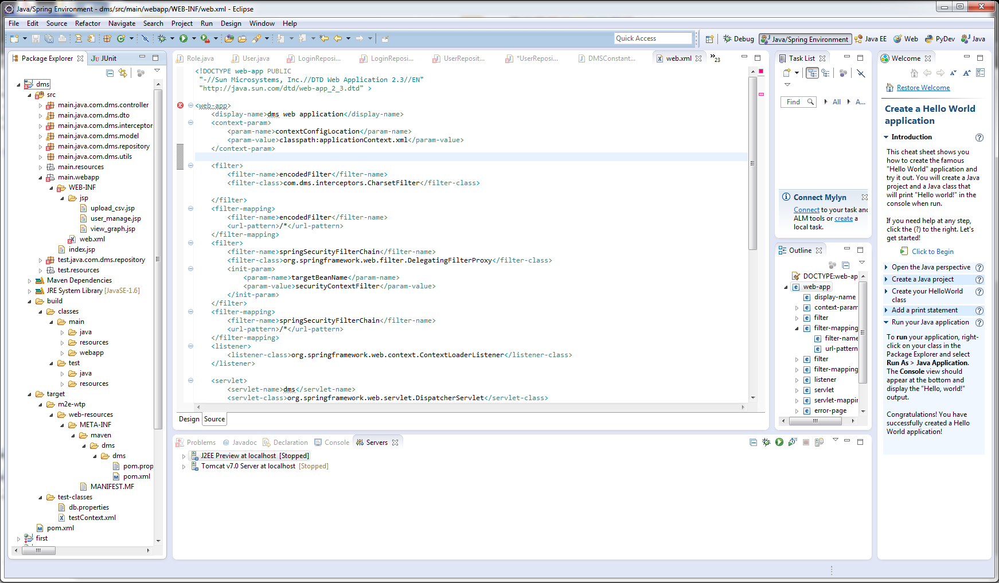 Java/Spring Environment - dms/src/main/webapp/WEB-INF/web.xml - Eclipse
File Edit Source Refactor Navigate Search Project Run Design Window Help
Quick Access
Debug Java/Spring Environment Java EE Web PyDev Java
Package Explorer JUnit
dms
src
main.java.com.dms.controller
main.java.com.dms.dto
main.java.com.dms.interceptors
main.java.com.dms.model
main.java.com.dms.repository
main.java.com.dms.utils
main.resources
main.webapp
WEB-INF
jsp
upload_csv.jsp
user_manage.jsp
view_graph.jsp
web.xml
index.jsp
test.java.com.dms.repository
test.resources
Maven Dependencies
JRE System Library [JavaSE-1.6]
build
classes
main
java
resources
webapp
test
java
resources
target
m2e-wtp
web-resources
META-INF
maven
dms
dms
pom.prop
pom.xml
MANIFEST.MF
test-classes
db.properties
testContext.xml
pom.xml
first
Role.java User.java LoginReposi... LoginReposi... UserReposit... *UserReposi... DMSConstant... web.xml »23
<!DOCTYPE web-app PUBLIC
"-//Sun Microsystems, Inc.//DTD Web Application 2.3//EN"
"http://java.sun.com/dtd/web-app_2_3.dtd" >
<web-app>
<display-name>dms web application</display-name>
<context-param>
<param-name>contextConfigLocation</param-name>
<param-value>classpath:applicationContext.xml</param-value>
</context-param>
<filter>
<filter-name>encodedFilter</filter-name>
<filter-class>com.dms.interceptors.CharsetFilter</filter-class>
</filter>
<filter-mapping>
<filter-name>encodedFilter</filter-name>
<url-pattern>/*</url-pattern>
</filter-mapping>
<filter>
<filter-name>springSecurityFilterChain</filter-name>
<filter-class>org.springframework.web.filter.DelegatingFilterProxy</filter-class>
<init-param>
<param-name>targetBeanName</param-name>
<param-value>securityContextFilter</param-value>
</init-param>
</filter>
<filter-mapping>
<filter-name>springSecurityFilterChain</filter-name>
<url-pattern>/*</url-pattern>
</filter-mapping>
<listener>
<listener-class>org.springframework.web.context.ContextLoaderListener</listener-class>
</listener>
<servlet>
<servlet-name>dms</servlet-name>
<servlet-class>org.springframework.web.servlet.DispatcherServlet</servlet-class>
Design Source
Problems Javadoc Declaration Console Servers
J2EE Preview at localhost [Stopped]
Tomcat v7.0 Server at localhost [Stopped]
Task List
Find All A...
Connect Mylyn
Connect to your task and
ALM tools or create a
local task.
Outline
DOCTYPE:web-ap
web-app
display-name
context-param
filter
filter-mapping
filter-name
url-pattern
filter
filter-mapping
listener
servlet
servlet-mappin
error-page
Welcome
Restore Welcome
Create a Hello World
application
Introduction
This cheat sheet shows you
how to create the famous
"Hello World" application and
try it out. You will create a Java
project and a Java class that
will print "Hello world!" in the
console when run.
If you need help at any step,
click the (?) to the right. Let's
get started!
Click to Begin
Open the Java perspective
Create a Java project
Create your HelloWorld
class
Add a print statement
Run your Java application
To run your application, right-
click on your class in the
Package Explorer and select
Run As > Java Application.
The Console view should
appear at the bottom and
display the "Hello, world!"
output.
Congratulations! You have
successfully created a Hello
World application!